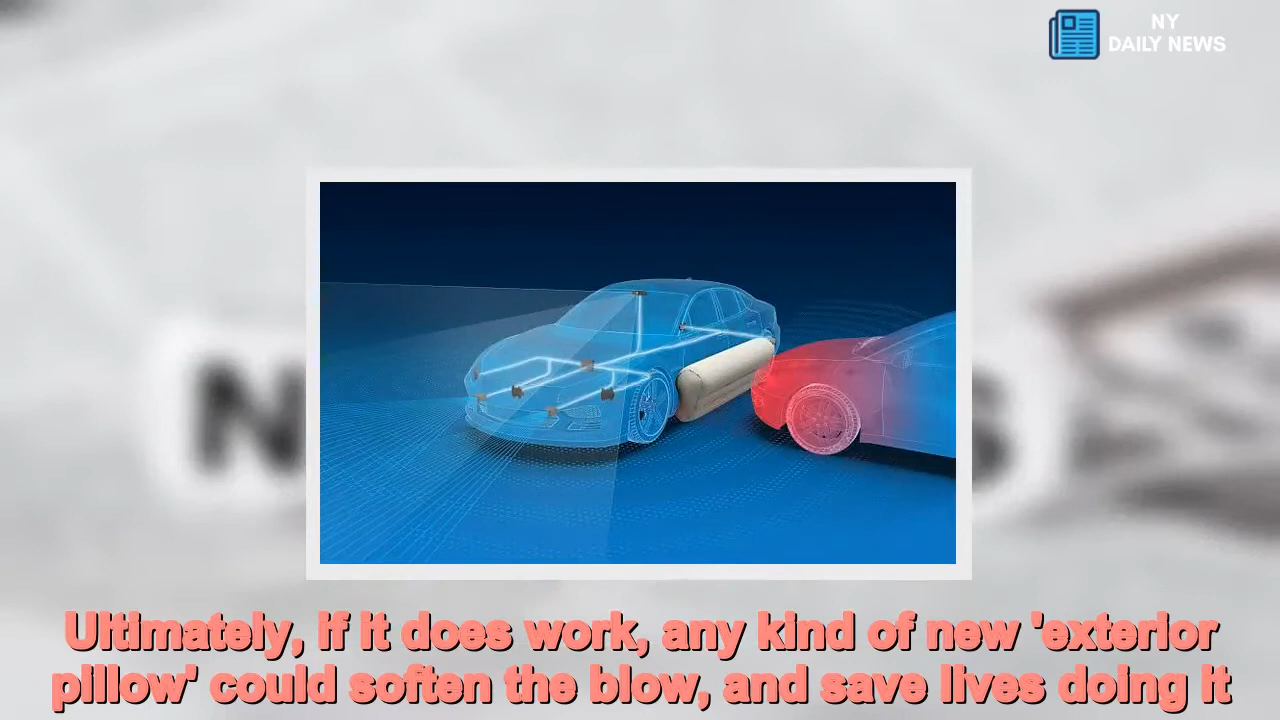 NY
DAILY NEWS
N
S
Ultimately, if it does work, any kind of new 'exterior
pillow' could soften the blow, and save lives doing it